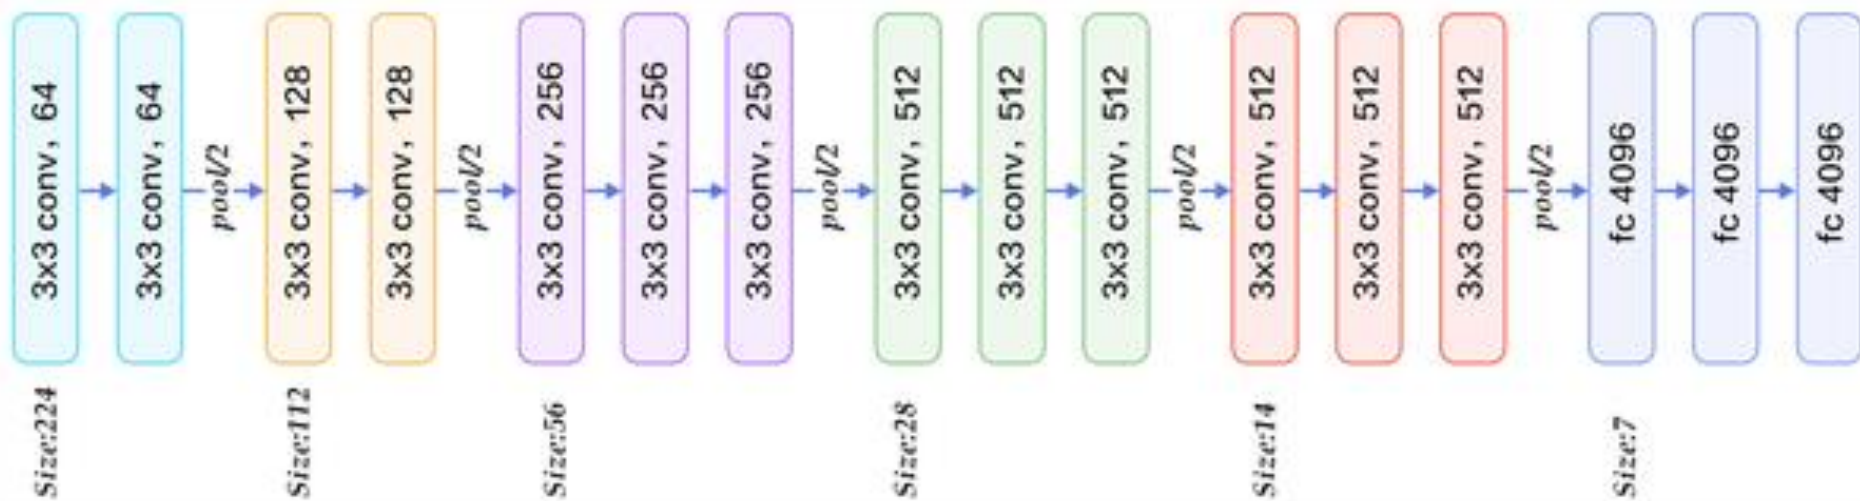 3x3 conv, 64
3x3 conv, 64
pool/2
3x3 conv, 128
3x3 conv, 128
pool/2
3x3 conv, 256
3x3 conv, 256
3x3 conv, 256
pool/2
3x3 conv, 512
3x3 conv, 512
3x3 conv, 512
pool/2
3x3 conv, 512
3x3 conv, 512
3x3 conv, 512
pool/2
fc 4096
fc 4096
fc 4096
Size:224
Size:112
Size:56
Size:28
Size:14
Size:7